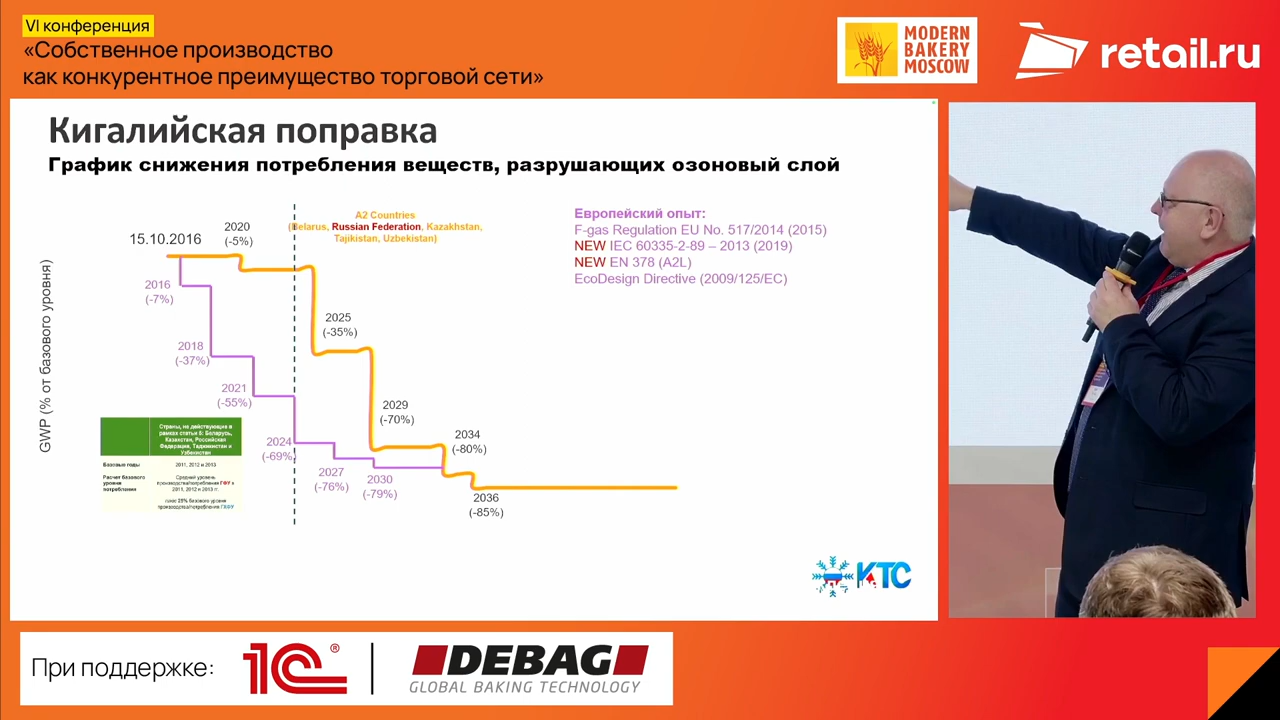 VI конференция
«Собственное производство
как конкурентное преимущество торговой сети»
MODERN
BAKERY
MOSCOW
retail.ru
Кигалийская поправка
График снижения потребления веществ, разрушающих озоновый слой
GWP (% от базового уровня)
15.10.2016
2020
(-5%)
A2 Countries
(Belarus, Russian Federation, Kazakhstan,
Tajikistan, Uzbekistan)
Европейский опыт:
F-gas Regulation EU No. 517/2014 (2015)
NEW IEC 60335-2-89 – 2013 (2019)
NEW EN 378 (A2L)
EcoDesign Directive (2009/125/EC)
2016
(-7%)
2018
(-37%)
2021
(-55%)
2024
(-69%)
2027
(-76%)
2030
(-79%)
2025
(-35%)
2029
(-70%)
2034
(-80%)
2036
(-85%)
Страны, не действующие в
рамках статьи 5: Беларусь,
Казахстан, Российская
Федерация, Таджикистан и
Узбекистан
Базовые годы
2011, 2012 и 2013
Расчет базового
уровня
потребления
Средний уровень
производства/потребления ГФУ в
2011, 2012 и 2013 гг.
плюс 25% базового уровня
производства/потребления ГХФУ
КТС
При поддержке:
1С®
DEBAG
GLOBAL BAKING TECHNOLOGY